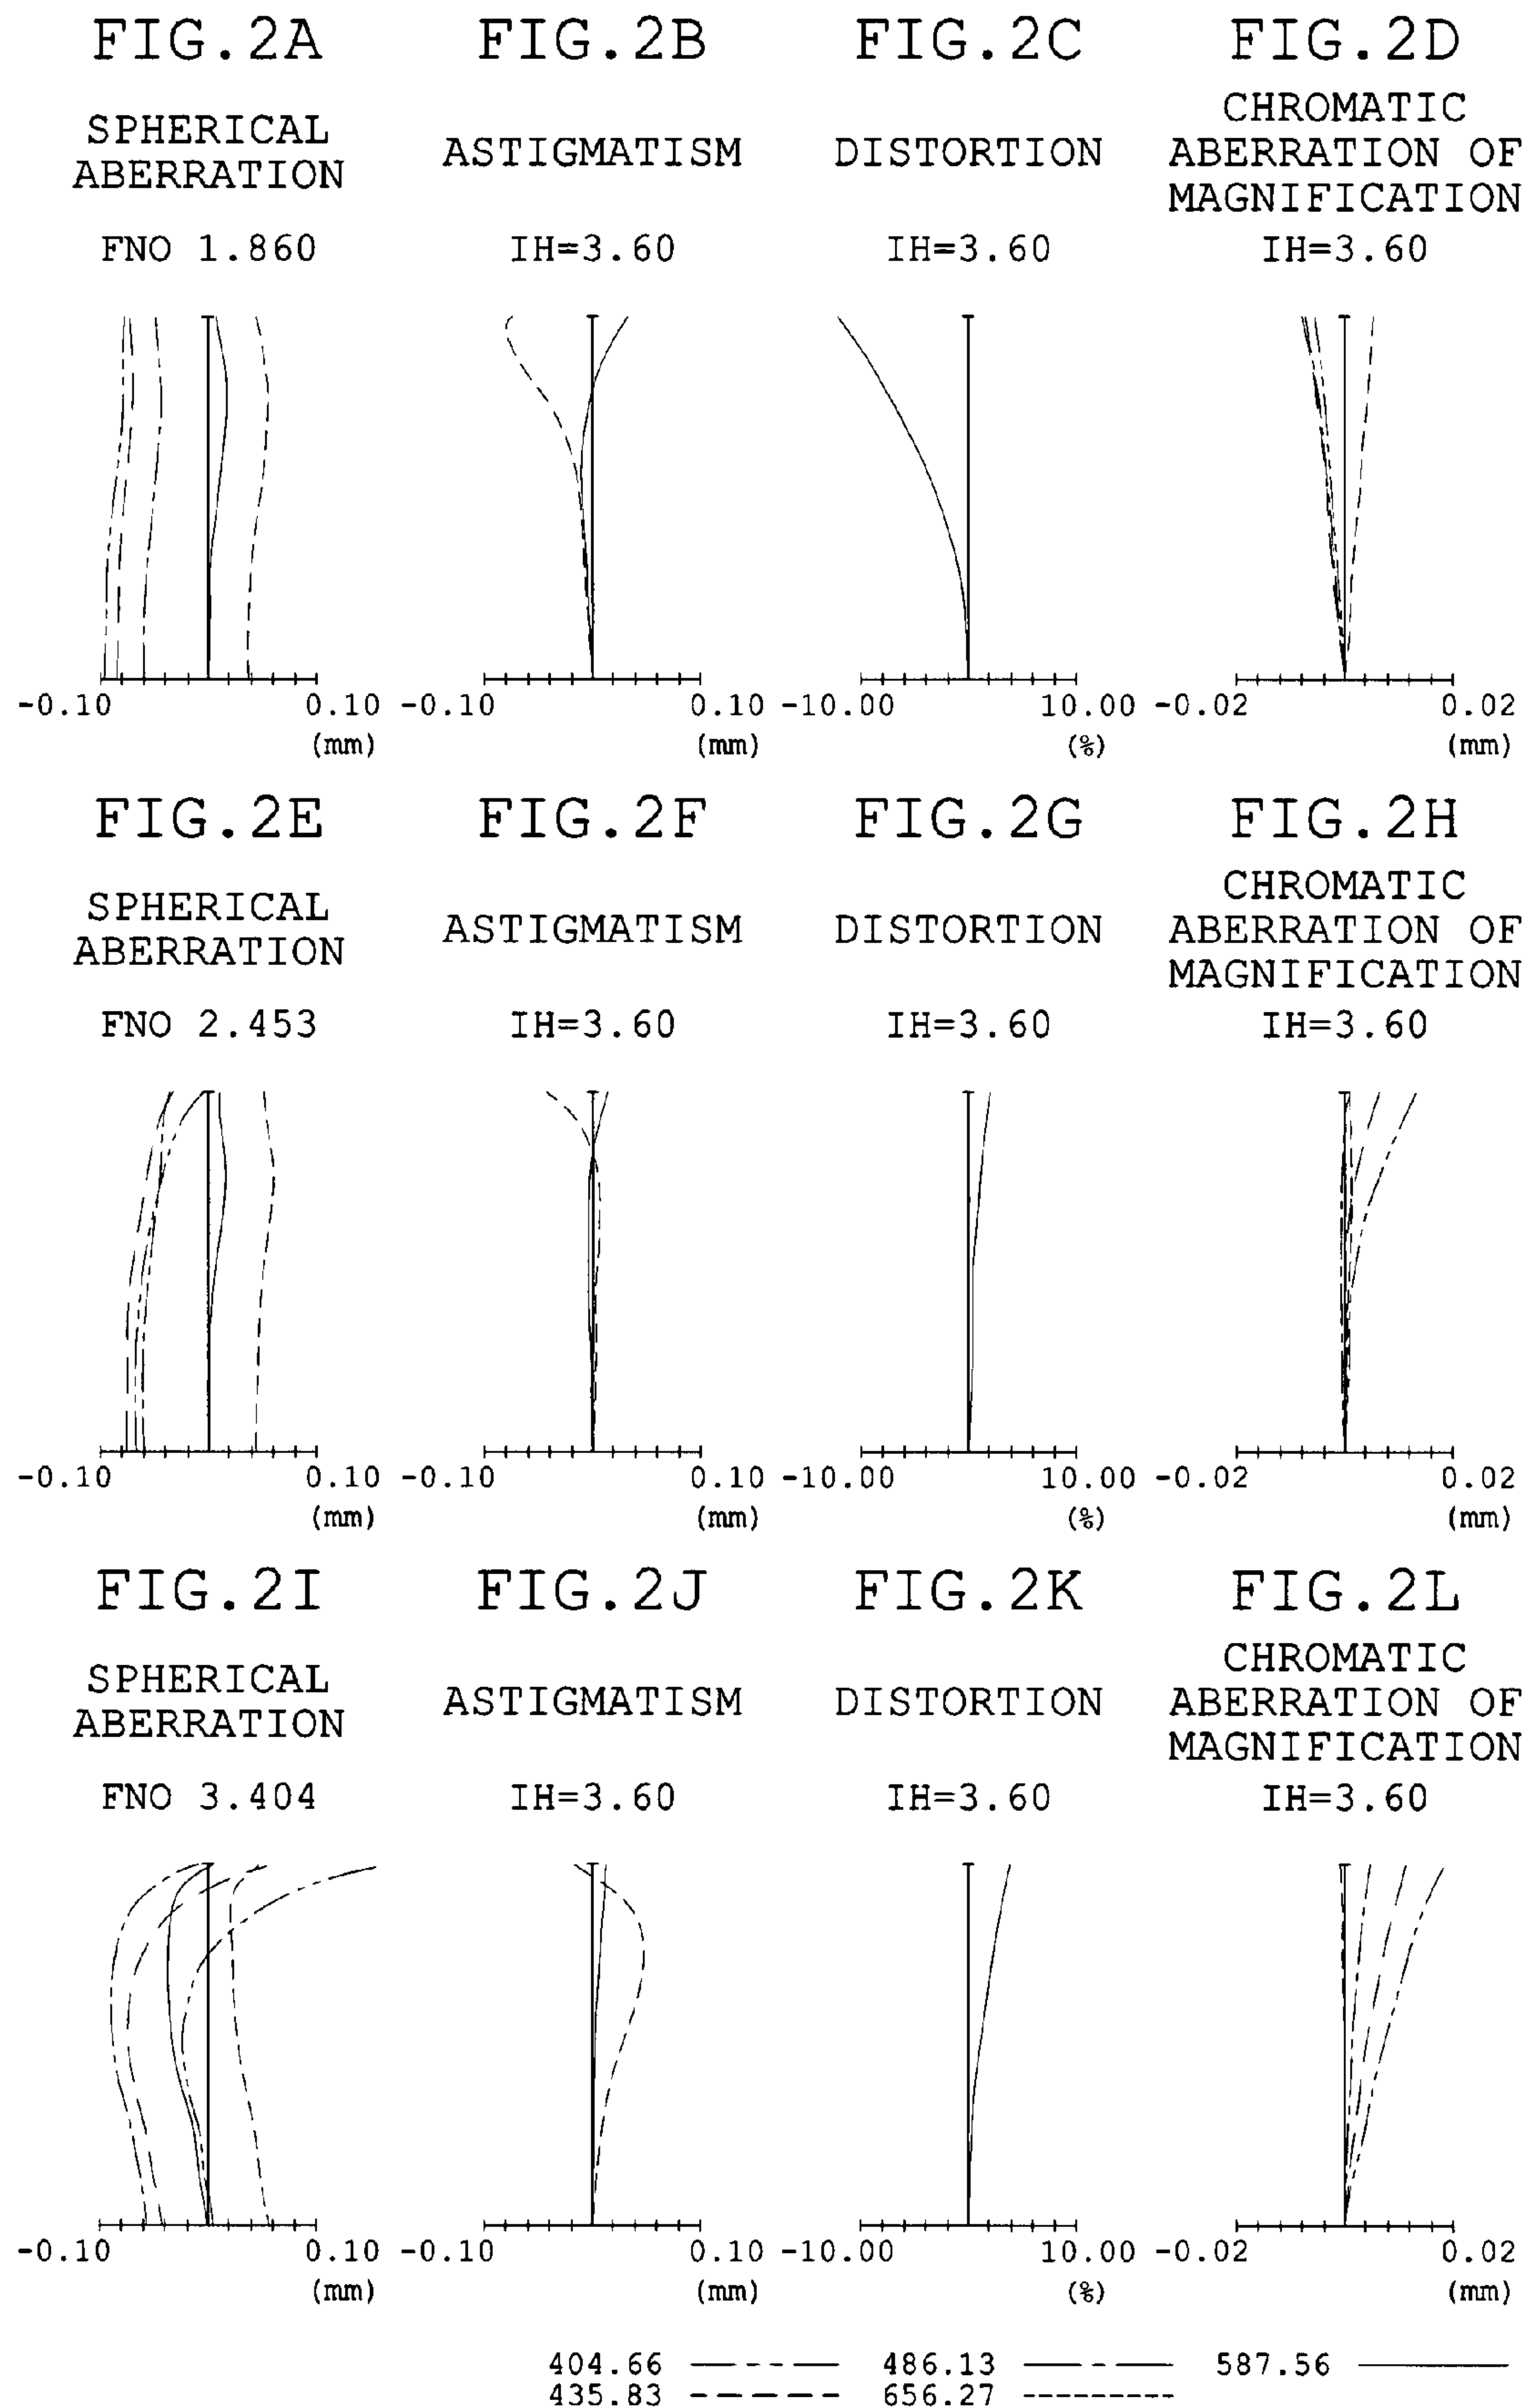 FIG.2A FIG.2B FIG.2C FIG.2D
SPHERICAL
ABERRATION
ASTIGMATISM
DISTORTION
CHROMATIC
ABERRATION OF
MAGNIFICATION
FNO 1.860 IH=3.60 IH=3.60 IH=3.60
-0.10 0.10 -0.10 0.10 -10.00 10.00 -0.02 0.02
(mm) (mm) (%) (mm)
FIG.2E FIG.2F FIG.2G FIG.2H
SPHERICAL
ABERRATION
ASTIGMATISM
DISTORTION
CHROMATIC
ABERRATION OF
MAGNIFICATION
FNO 2.453 IH=3.60 IH=3.60 IH=3.60
-0.10 0.10 -0.10 0.10 -10.00 10.00 -0.02 0.02
(mm) (mm) (%) (mm)
FIG.2I FIG.2J FIG.2K FIG.2L
SPHERICAL
ABERRATION
ASTIGMATISM
DISTORTION
CHROMATIC
ABERRATION OF
MAGNIFICATION
FNO 3.404 IH=3.60 IH=3.60 IH=3.60
-0.10 0.10 -0.10 0.10 -10.00 10.00 -0.02 0.02
(mm) (mm) (%) (mm)
404.66 486.13 587.56
435.83 656.27